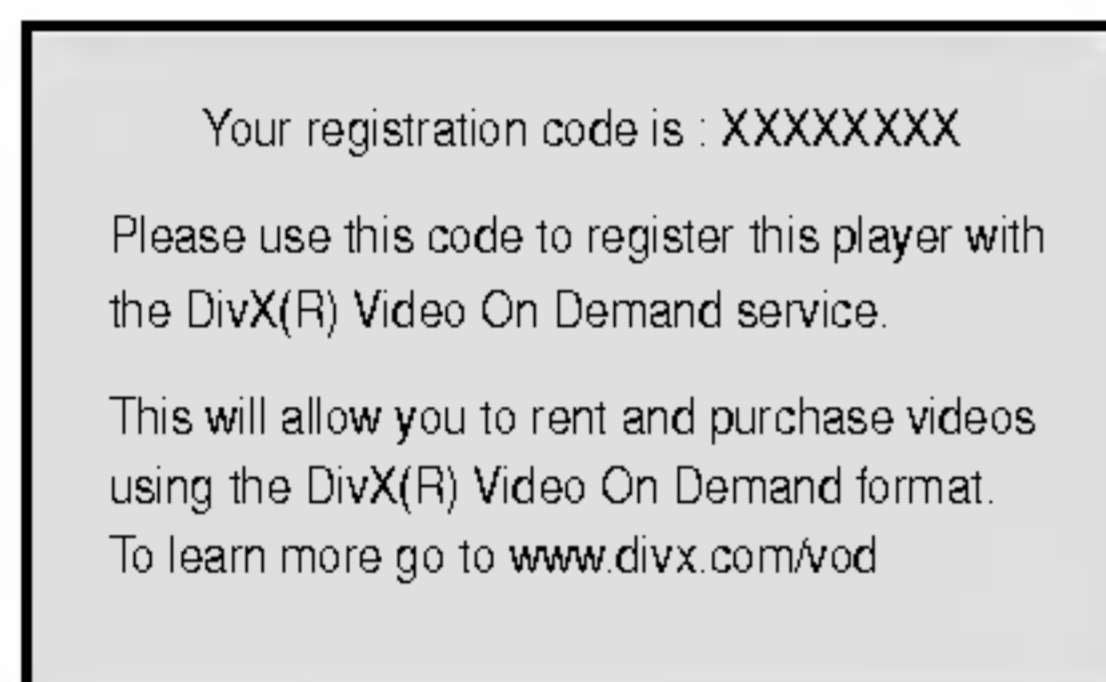 Your registration code is : XXXXXXXX
Please use this code to register this player with
the DivX(R) Video On Demand service.
This will allow you to rent and purchase videos
using the DivX(R) Video On Demand format.
To learn more go to www.divx.com/vod